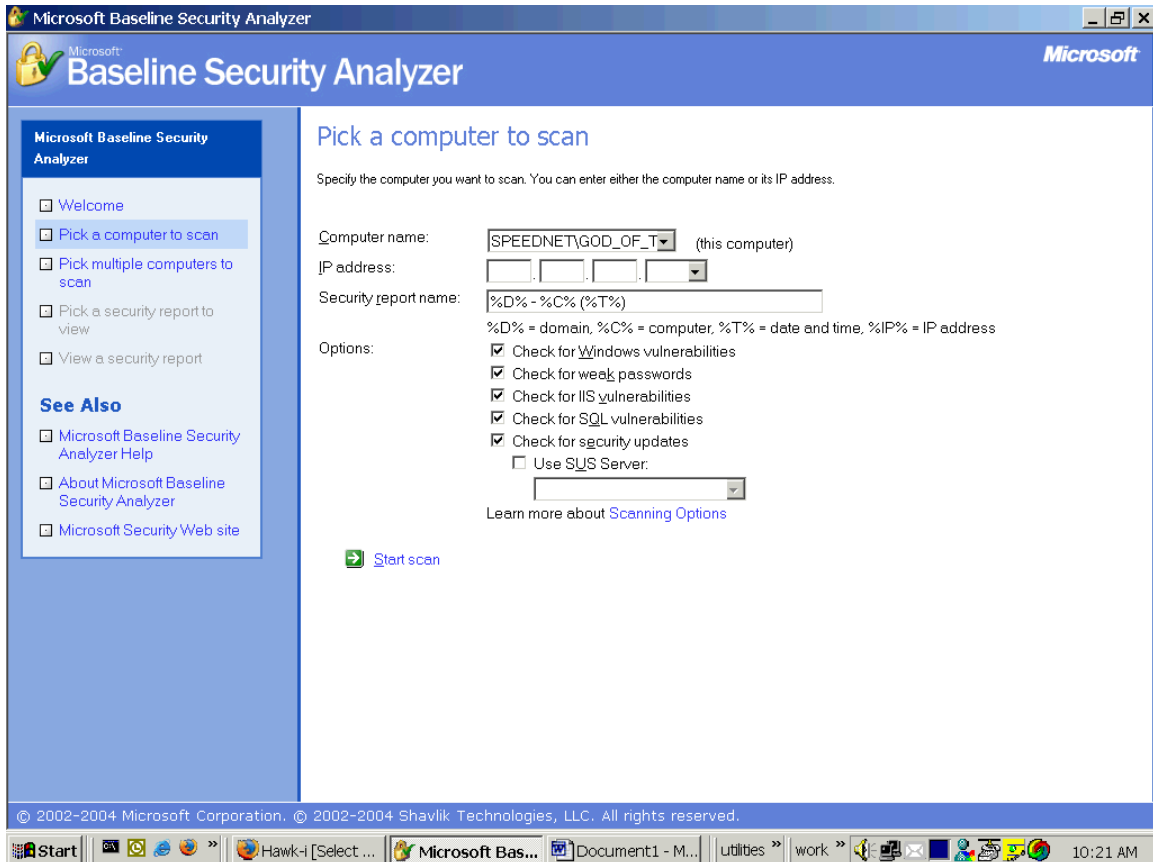 Microsoft Baseline Security Analyzer
Microsoft
Baseline Security Analyzer
Microsoft
Microsoft Baseline Security
Analyzer
Welcome
Pick a computer to scan
Pick multiple computers to
scan
Pick a security report to
view
View a security report
See Also
Microsoft Baseline Security
Analyzer Help
About Microsoft Baseline
Security Analyzer
Microsoft Security Web site
Pick a computer to scan
Specify the computer you want to scan. You can enter either the computer name or its IP address.
Computer name: SPEEDNET\GOD_OF_T (this computer)
IP address: . . .
Security report name: %D% - %C% (%T%)
%D% = domain, %C% = computer, %T% = date and time, %IP% = IP address
Options: Check for Windows vulnerabilities
Check for weak passwords
Check for IIS vulnerabilities
Check for SQL vulnerabilities
Check for security updates
Use SUS Server:
Learn more about Scanning Options
Start scan
© 2002-2004 Microsoft Corporation. © 2002-2004 Shavlik Technologies, LLC. All rights reserved.
Start » Hawk-i [Select ... Microsoft Bas... Document1 - M... utilities » work » 10:21 AM